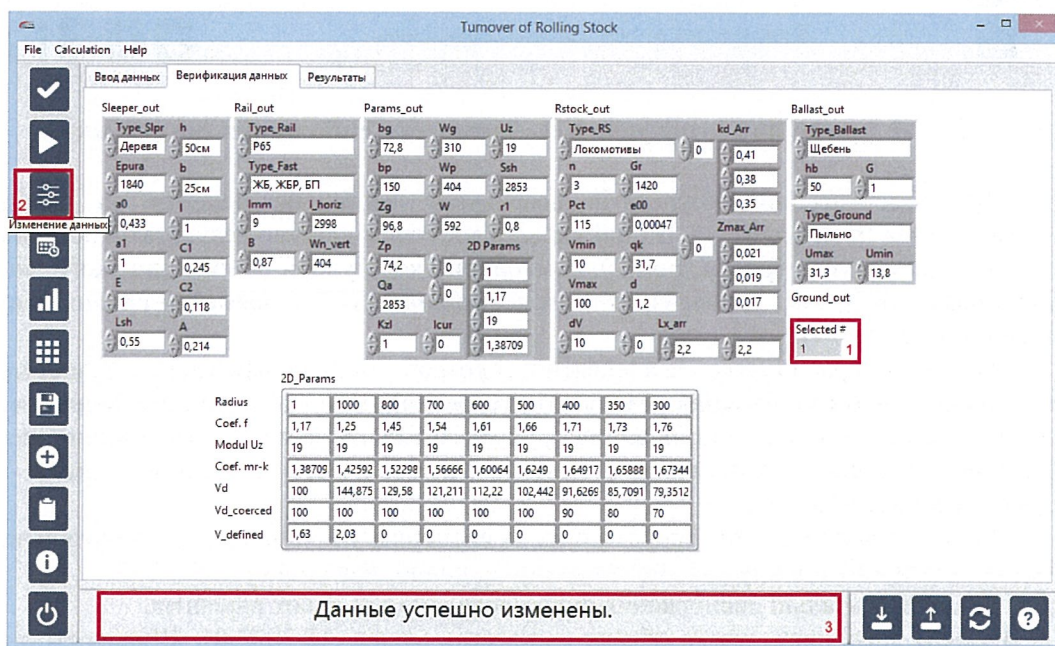 Turnover of Rolling Stock
File Calculation Help
Ввод данных Верификация данных Результаты
Sleeper_out Rail_out Params_out Rstock_out Ballast_out
Type_Slpr h Type_Rail bg Wg Uz Type_RS kd_Arr Type_Ballast
Деревя 50см P65 72,8 310 19 Локомотивы 0 0,41 Щебень
Epura b Type_Fast bp Wp Ssh n Gr hb G
1840 25см ЖБ, ЖБР, БП 150 404 2853 3 1420 0,38 50 1
a0 l Imm l_horiz Zg W r1 Pct e00 0,35 Type_Ground
2 Изменение данных 0,433 1 9 2998 96,8 592 0,8 115 0,00047 Zmax_Arr Пыльно
a1 C1 B Wn_vert Zp 2D Params Vmin qk 0 0,021 Umax Umin
1 0,245 0,87 404 74,2 0 1 10 31,7 0,019 31,3 13,8
E C2 Qa 0 1,17 Vmax d 0,017 Ground_out
1 0,118 2853 19 100 1,2
Lsh A Kzl Icur 1,38709 dV Lx_arr Selected #
0,55 0,214 1 0 10 0 2,2 2,2 1 1
2D_Params
Radius 1 1000 800 700 600 500 400 350 300
Coef. f 1,17 1,25 1,45 1,54 1,61 1,66 1,71 1,73 1,76
Modul Uz 19 19 19 19 19 19 19 19 19
Coef. mr-k 1,38709 1,42592 1,52298 1,56666 1,60064 1,6249 1,64917 1,65888 1,67344
Vd 100 144,875 129,58 121,211 112,22 102,442 91,6269 85,7091 79,3512
Vd_coerced 100 100 100 100 100 100 90 80 70
V_defined 1,63 2,03 0 0 0 0 0 0 0
Данные успешно изменены.
3